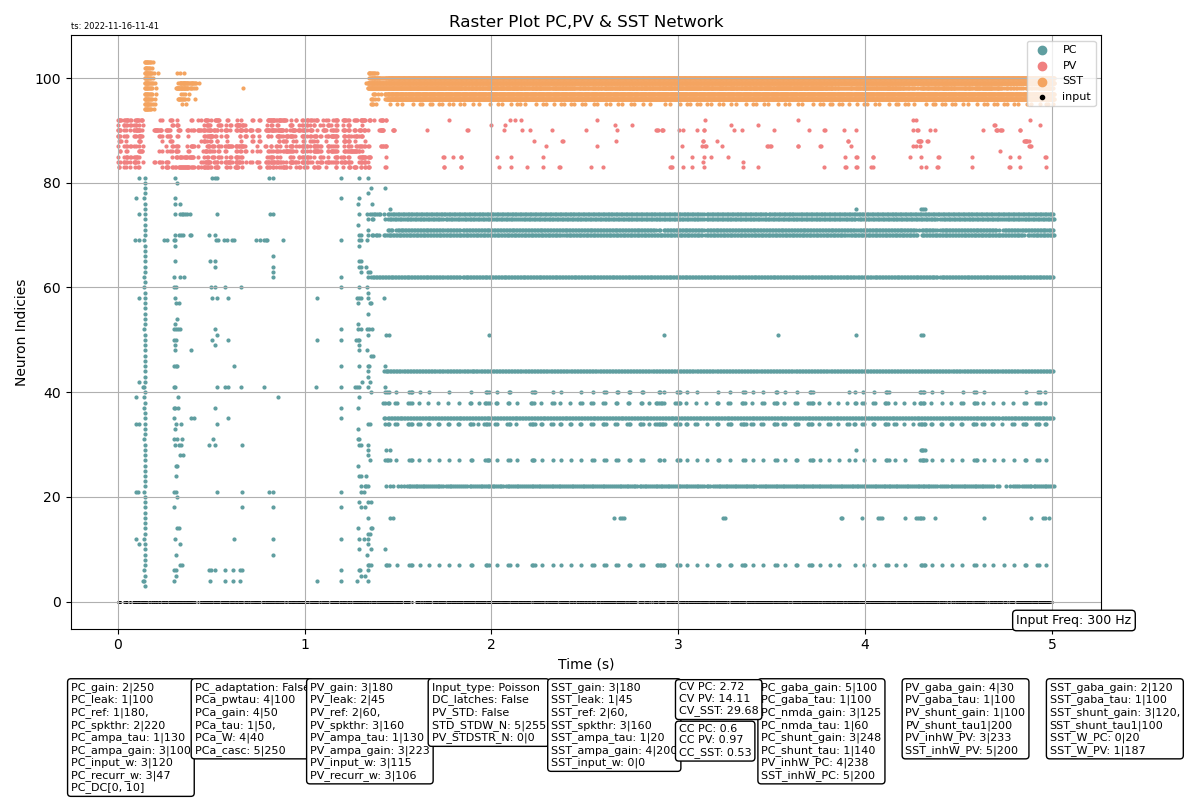 ts: 2022-11-16-11-41
Raster Plot PC,PV & SST Network
PC
PV
SST
input
100
80
60
40
20
0
Neuron Indicies
0 1 2 3 4 5
Time (s)
Input Freq: 300 Hz
PC_gain: 2|250
PC_leak: 1|100
PC_ref: 1|180,
PC_spkthr: 2|220
PC_ampa_tau: 1|130
PC_ampa_gain: 3|100
PC_input_w: 3|120
PC_recurr_w: 3|47
PC_DC[0, 10]
PC_adaptation: False
PCa_pwtau: 4|100
PCa_gain: 4|50
PCa_tau: 1|50,
PCa_W: 4|40
PCa_casc: 5|250
PV_gain: 3|180
PV_leak: 2|45
PV_ref: 2|60,
PV_spkthr: 3|160
PV_ampa_tau: 1|130
PV_ampa_gain: 3|223
PV_input_w: 3|115
PV_recurr_w: 3|106
Input_type: Poisson
DC_latches: False
PV_STD: False
STD_STDW_N: 5|255
PV_STDSTR_N: 0|0
SST_gain: 3|180
SST_leak: 1|45
SST_ref: 2|60,
SST_spkthr: 3|160
SST_ampa_tau: 1|20
SST_ampa_gain: 4|200
SST_input_w: 0|0
CV PC: 2.72
CV PV: 14.11
CV_SST: 29.68
CC PC: 0.6
CC PV: 0.97
CC_SST: 0.53
PC_gaba_gain: 5|100
PC_gaba_tau: 1|100
PC_nmda_gain: 3|125
PC_nmda_tau: 1|60
PC_shunt_gain: 3|248
PC_shunt_tau: 1|140
PV_inhW_PC: 4|238
SST_inhW_PC: 5|200
PV_gaba_gain: 4|30
PV_gaba_tau: 1|100
PV_shunt_gain: 1|100
PV_shunt_tau1|200
PV_inhW_PV: 3|233
SST_inhW_PV: 5|200
SST_gaba_gain: 2|120
SST_gaba_tau: 1|100
SST_shunt_gain: 3|120,
SST_shunt_tau1|100
SST_W_PC: 0|20
SST_W_PV: 1|187